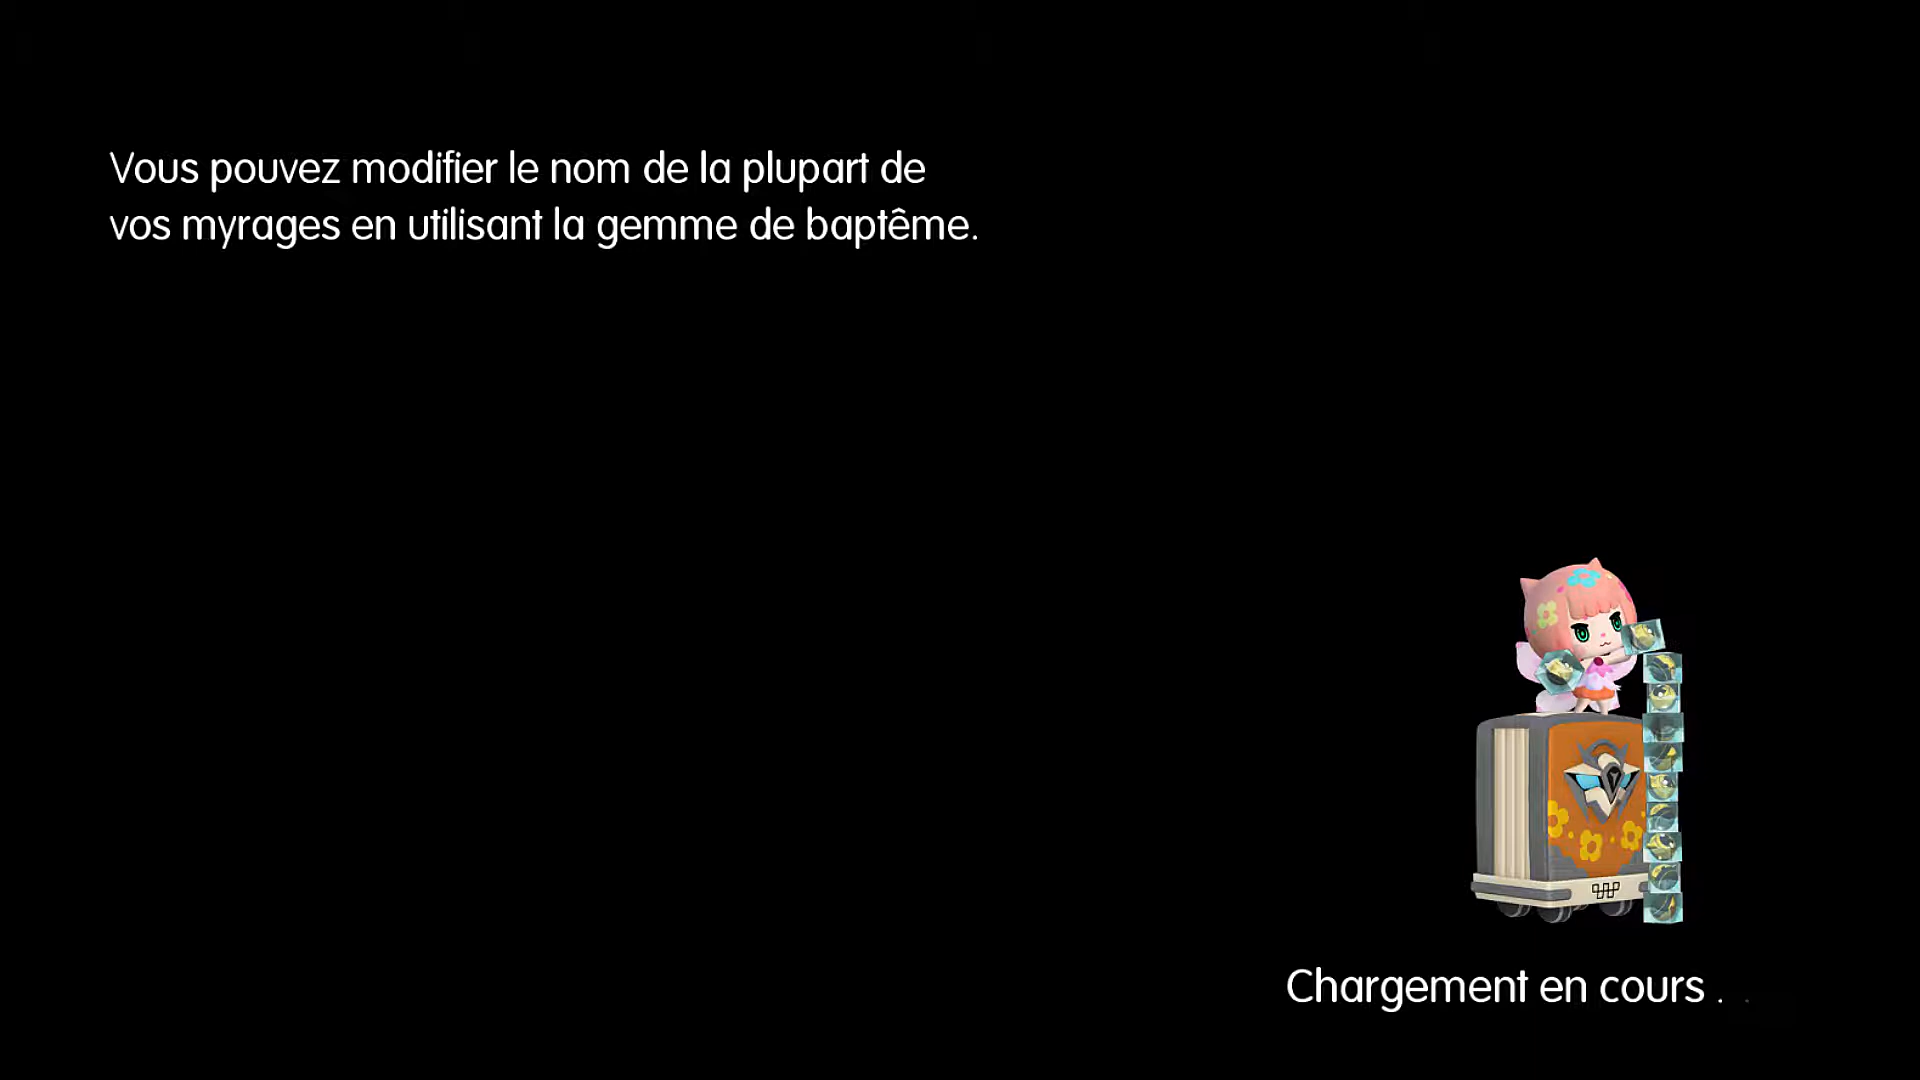 Vous pouvez modifier le nom de la plupart de
vos myrages en utilisant la gemme de baptême.
Chargement en cours . .